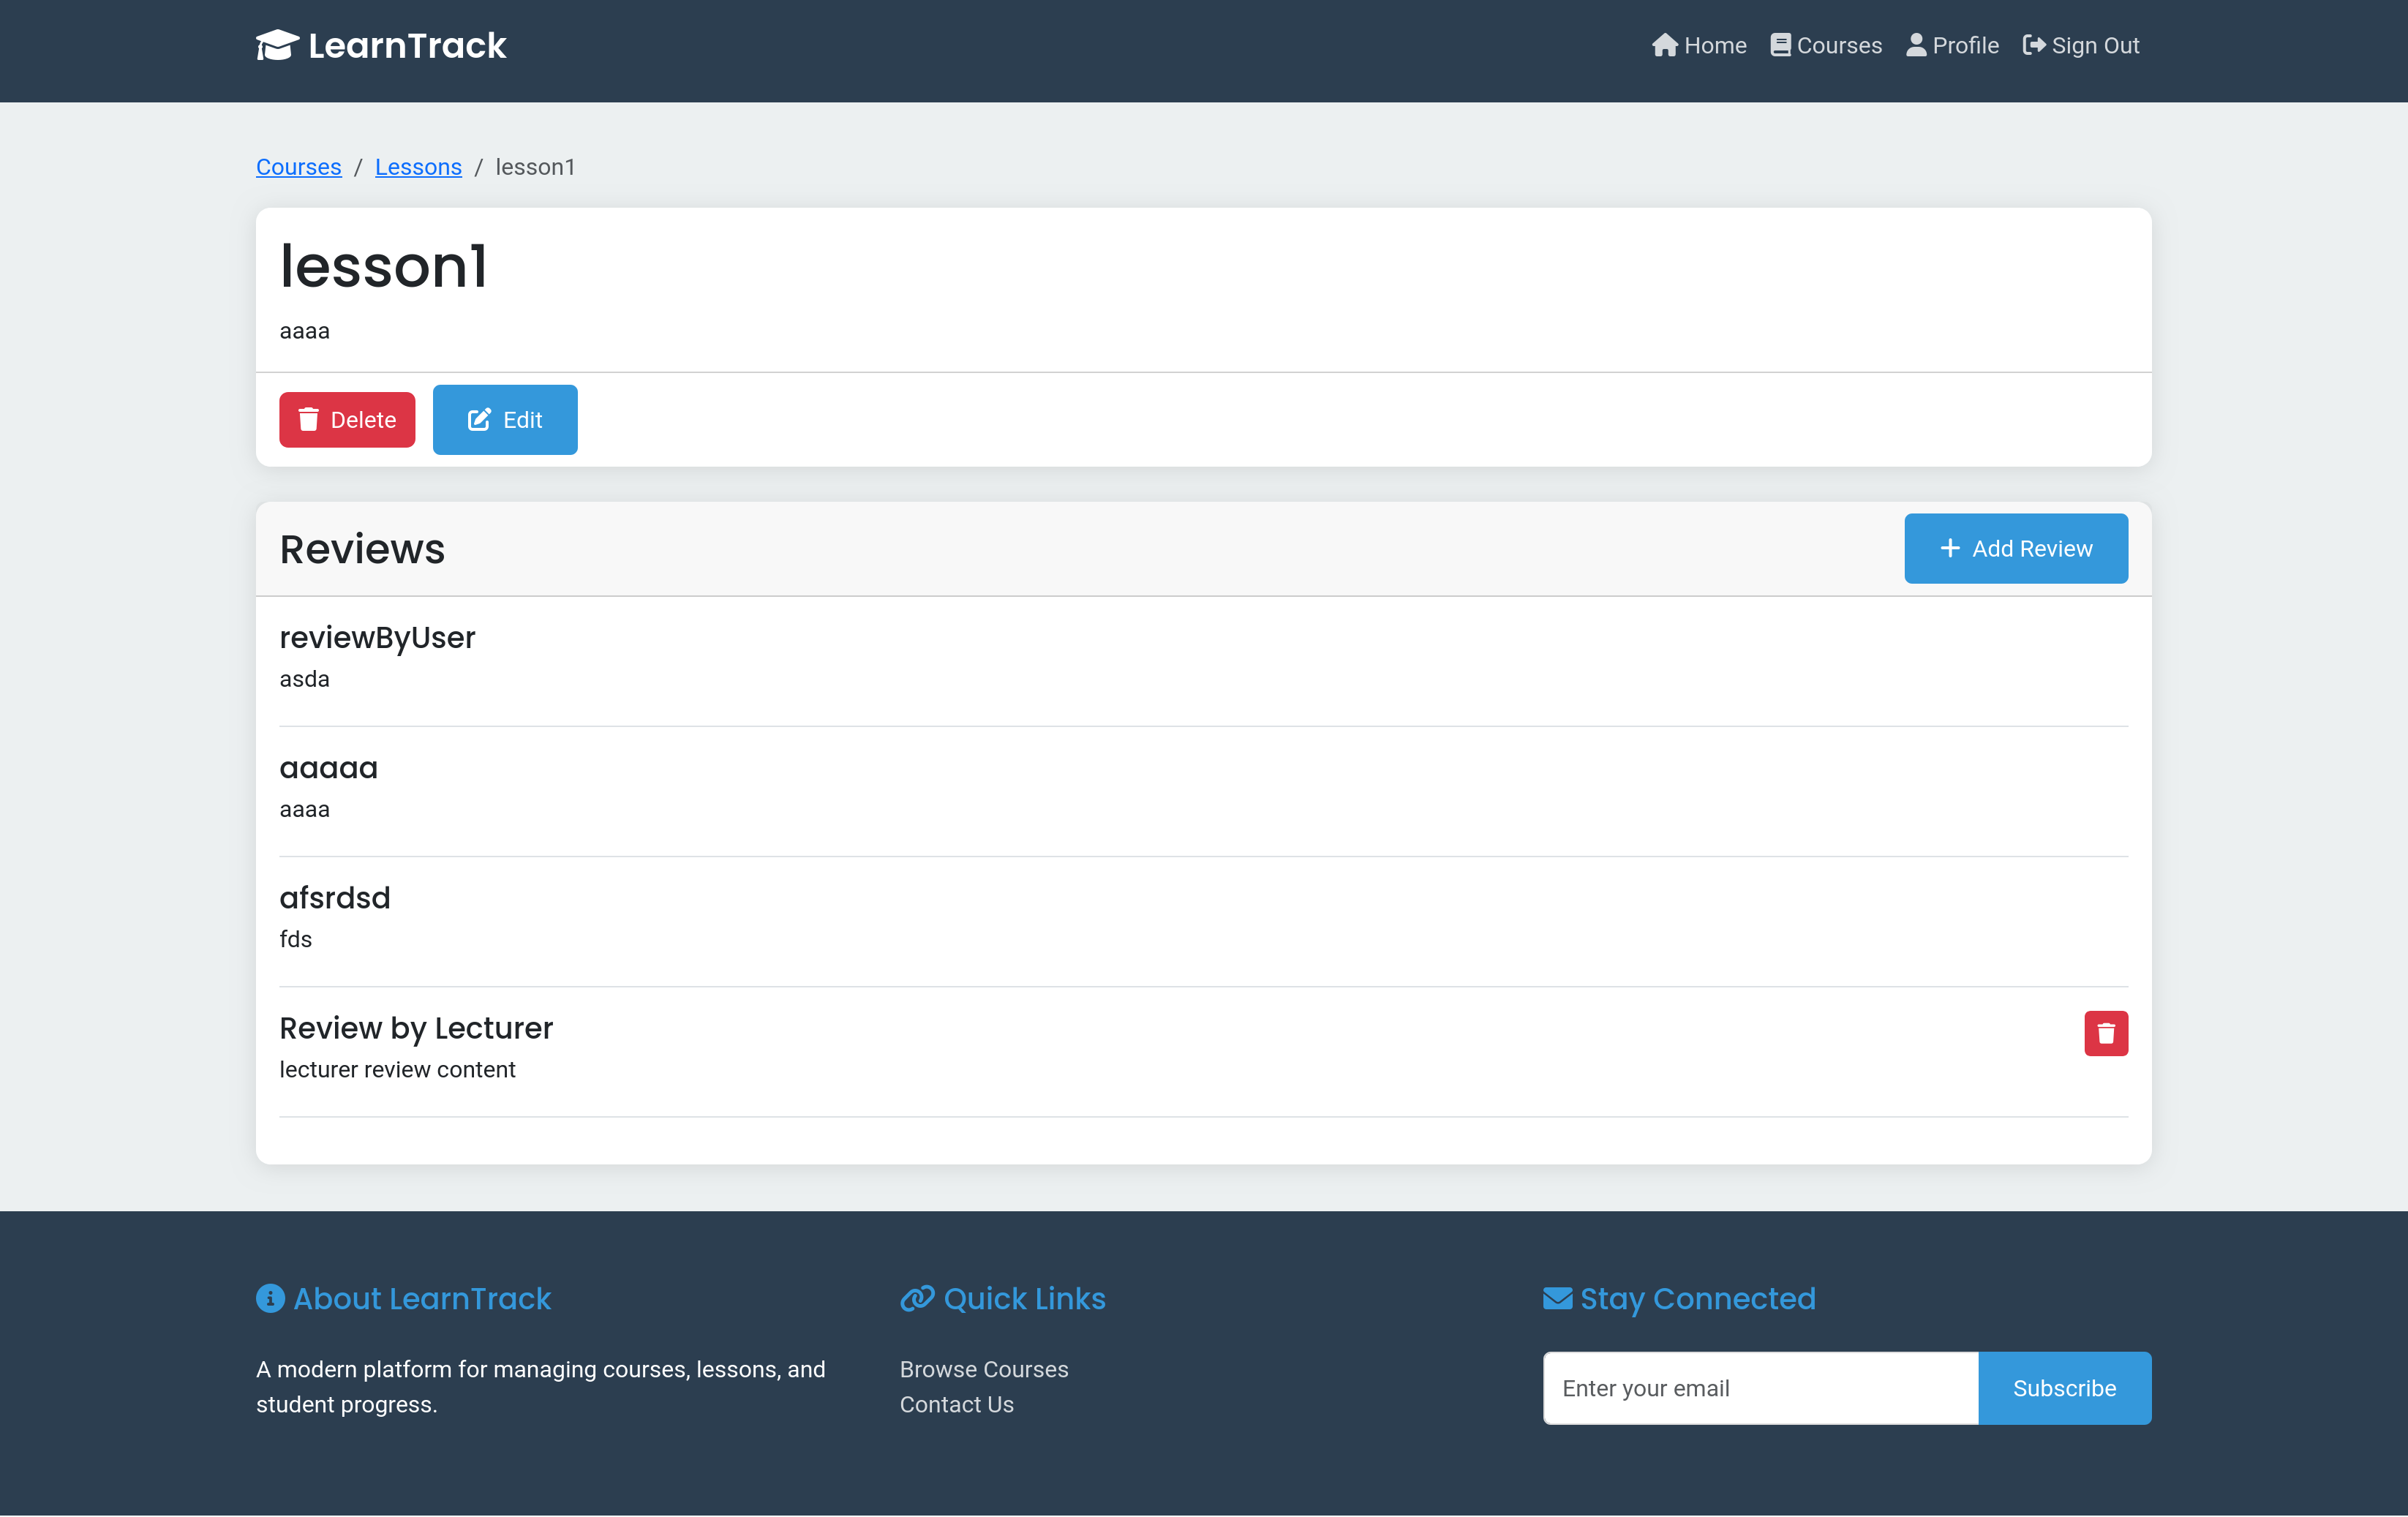 LearnTrack
Home Courses Profile Sign Out
Courses / Lessons / lesson1
lesson1
aaaa
Delete Edit
Reviews
Add Review
reviewByUser
asda
aaaaa
aaaa
afsrdsd
fds
Review by Lecturer
lecturer review content
About LearnTrack
A modern platform for managing courses, lessons, and
student progress.
Quick Links
Browse Courses
Contact Us
Stay Connected
Enter your email Subscribe